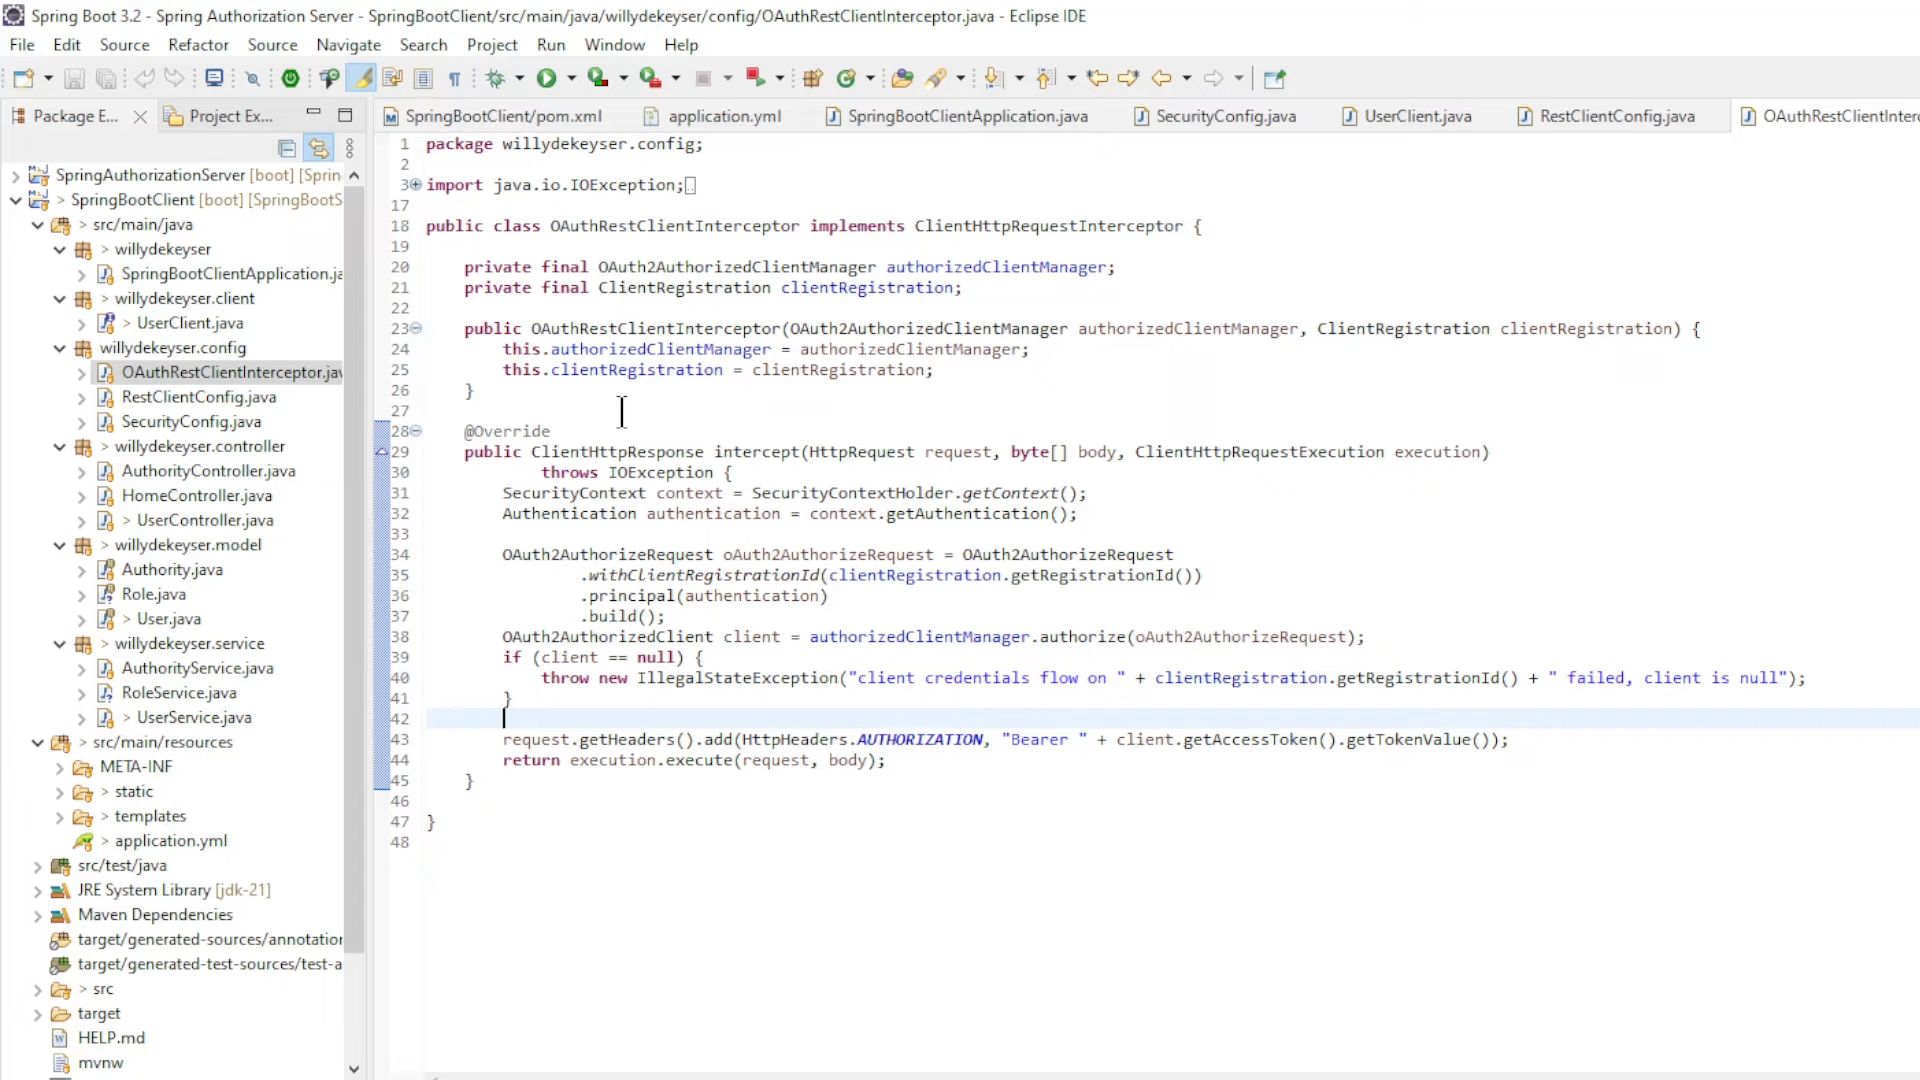 Spring Boot 3.2 - Spring Authorization Server - SpringBootClient/src/main/java/willydekeyser/config/OAuthRestClientInterceptor.java - Eclipse IDE
File Edit Source Refactor Source Navigate Search Project Run Window Help
Package E... Project Ex...
SpringBootClient/pom.xml application.yml SpringBootClientApplication.java SecurityConfig.java UserClient.java RestClientConfig.java OAuthRestClientInterc
SpringAuthorizationServer [boot] [Sprin
> SpringBootClient [boot] [SpringBootS
> src/main/java
> willydekeyser
SpringBootClientApplication.ja
> willydekeyser.client
> UserClient.java
willydekeyser.config
OAuthRestClientInterceptor.jav
RestClientConfig.java
SecurityConfig.java
> willydekeyser.controller
AuthorityController.java
HomeController.java
> UserController.java
> willydekeyser.model
Authority.java
Role.java
> User.java
> willydekeyser.service
AuthorityService.java
RoleService.java
> UserService.java
> src/main/resources
META-INF
> static
> templates
> application.yml
src/test/java
JRE System Library [jdk-21]
Maven Dependencies
target/generated-sources/annotation
target/generated-test-sources/test-a
> src
target
HELP.md
mvnw
1 package willydekeyser.config;
2
3 import java.io.IOException;
17
18 public class OAuthRestClientInterceptor implements ClientHttpRequestInterceptor {
19
20 private final OAuth2AuthorizedClientManager authorizedClientManager;
21 private final ClientRegistration clientRegistration;
22
23 public OAuthRestClientInterceptor(OAuth2AuthorizedClientManager authorizedClientManager, ClientRegistration clientRegistration) {
24 this.authorizedClientManager = authorizedClientManager;
25 this.clientRegistration = clientRegistration;
26 }
27
28 @Override
29 public ClientHttpResponse intercept(HttpRequest request, byte[] body, ClientHttpRequestExecution execution)
30 throws IOException {
31 SecurityContext context = SecurityContextHolder.getContext();
32 Authentication authentication = context.getAuthentication();
33
34 OAuth2AuthorizeRequest oAuth2AuthorizeRequest = OAuth2AuthorizeRequest
35 .withClientRegistrationId(clientRegistration.getRegistrationId())
36 .principal(authentication)
37 .build();
38 OAuth2AuthorizedClient client = authorizedClientManager.authorize(oAuth2AuthorizeRequest);
39 if (client == null) {
40 throw new IllegalStateException("client credentials flow on " + clientRegistration.getRegistrationId() + " failed, client is null");
41 }
42
43 request.getHeaders().add(HttpHeaders.AUTHORIZATION, "Bearer " + client.getAccessToken().getTokenValue());
44 return execution.execute(request, body);
45 }
46
47 }
48